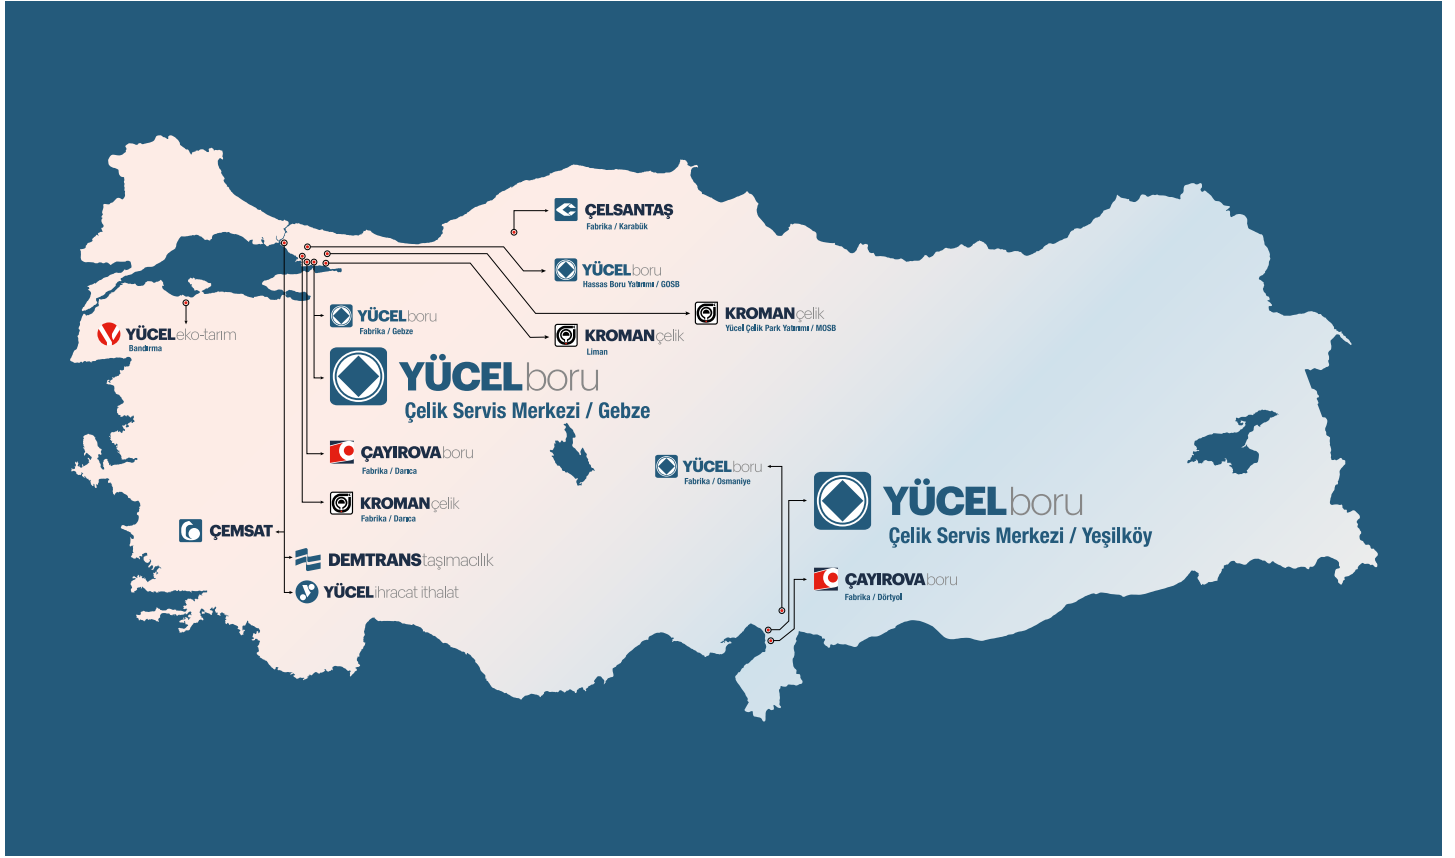 ÇELSANTAŞ
Fabrika / Karabük
YÜCELboru
Hassas Boru Yatırımı / GOSB
YÜCELboru
Fabrika / Gebze
KROMANçelik
Yücel Çelik Park Yatırımı / MOSB
YÜCELeko-tarım
Bandırma
KROMANçelik
Liman
YÜCELboru
Çelik Servis Merkezi / Gebze
ÇAYIROVAboru
Fabrika / Darıca
YÜCELboru
Fabrika / Osmaniye
YÜCELboru
Çelik Servis Merkezi / Yeşilköy
KROMANçelik
Fabrika / Darıca
ÇEMSAT
DEMTRANStaşımacılık
ÇAYIROVAboru
Fabrika / Dörtyol
YÜCELihracat ithalat